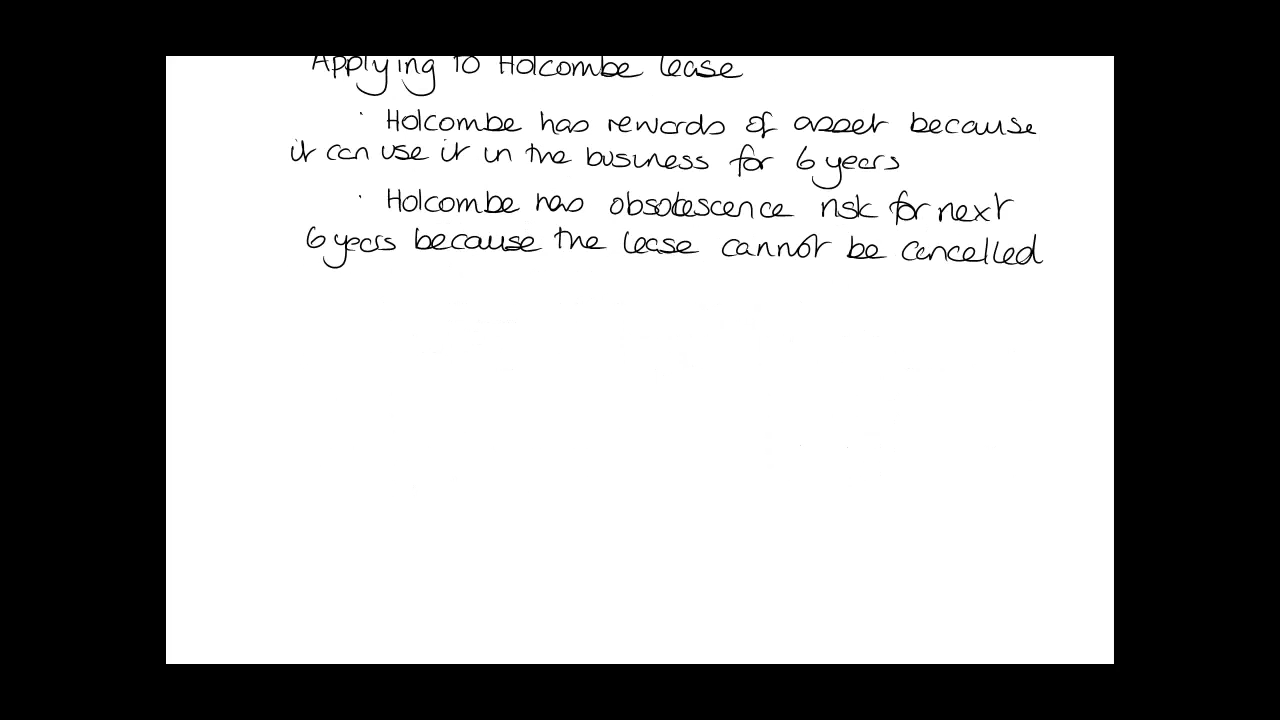 Applying to Holcombe lease
· Holcombe has rewards of asset because
it can use it in the business for 6 years
· Holcombe has obsolescence risk for next
6 years because the lease cannot be cancelled